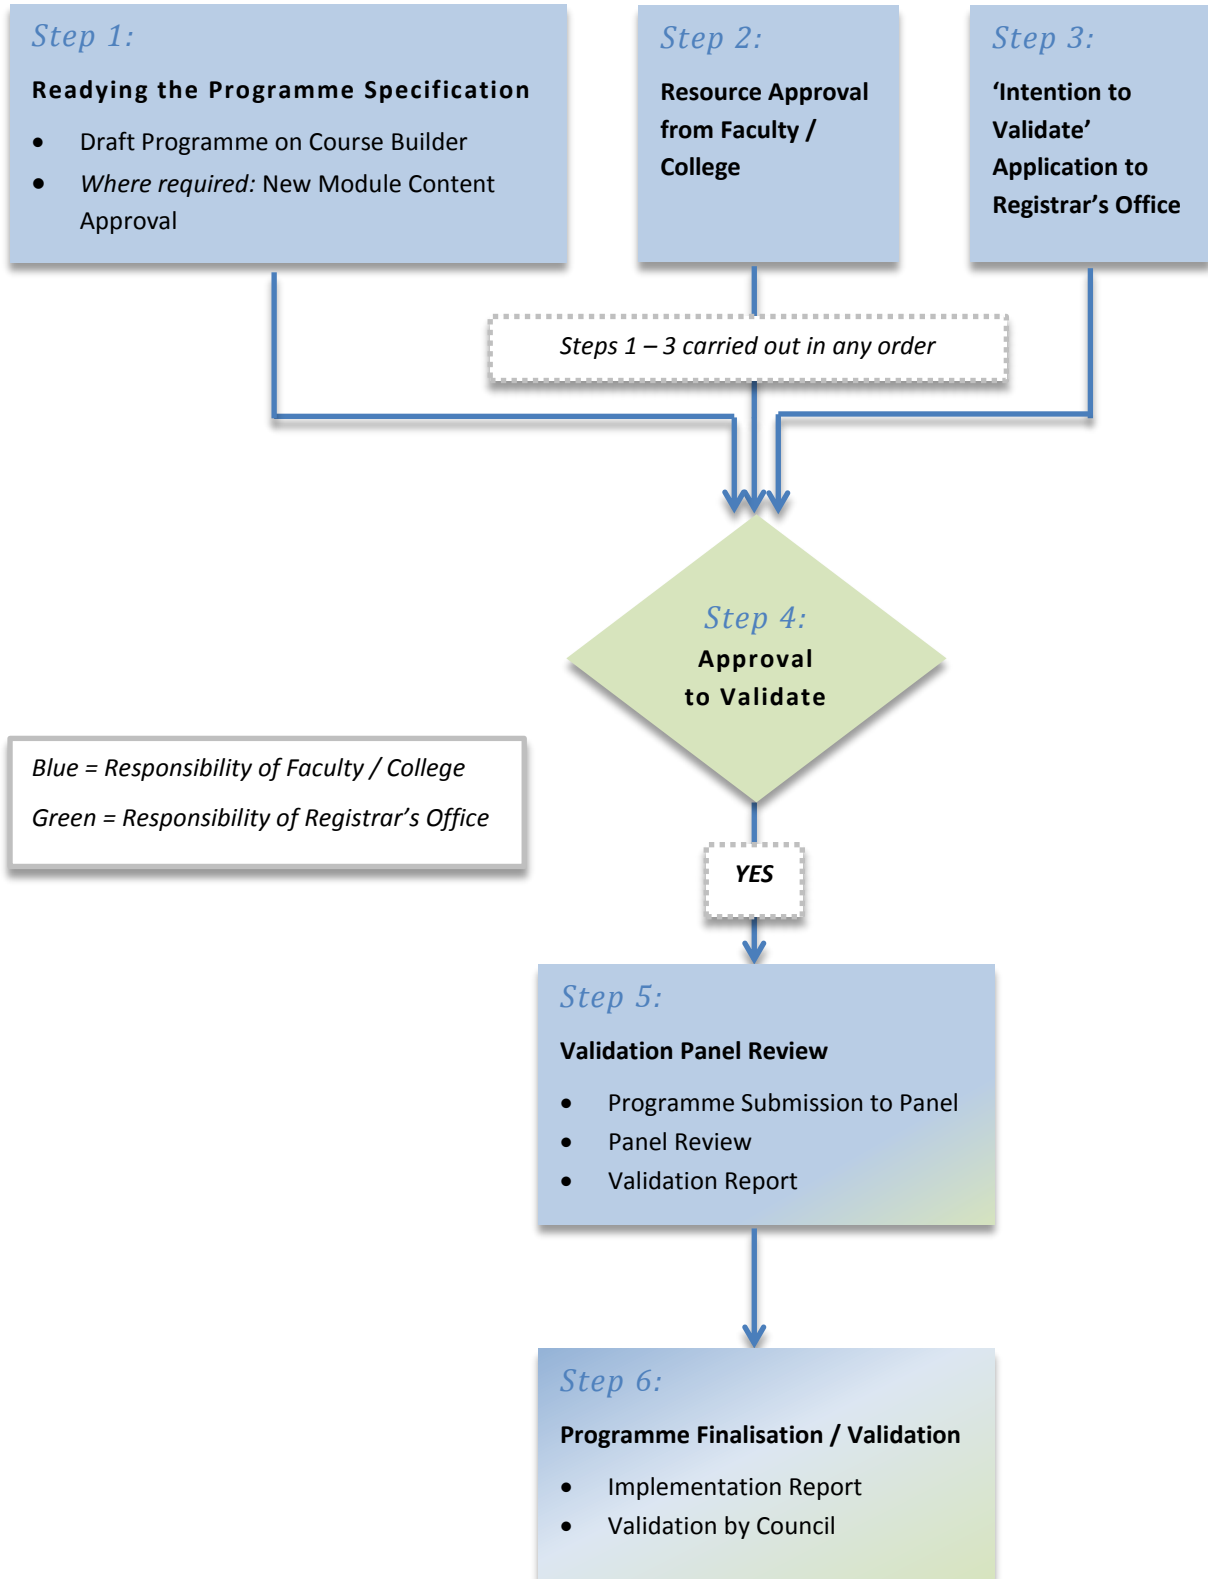 Step 1:
Readying the Programme Specification
• Draft Programme on Course Builder
• Where required: New Module Content
Approval
Step 2:
Resource Approval
from Faculty /
College
Step 3:
‘Intention to
Validate’
Application to
Registrar’s Office
Steps 1 – 3 carried out in any order
Step 4:
Approval
to Validate
Blue = Responsibility of Faculty / College
Green = Responsibility of Registrar’s Office
YES
Step 5:
Validation Panel Review
• Programme Submission to Panel
• Panel Review
• Validation Report
Step 6:
Programme Finalisation / Validation
• Implementation Report
• Validation by Council